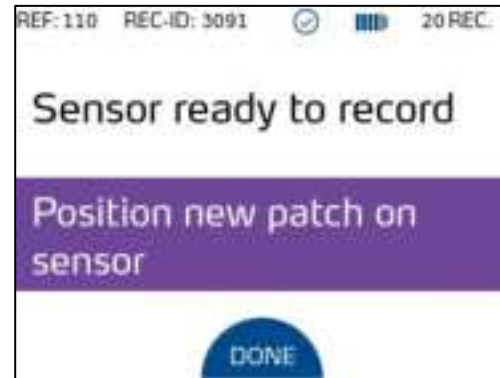 REF: 110 REC-ID: 3091 20 REC.
Sensor ready to record
Position new patch on
sensor
DONE